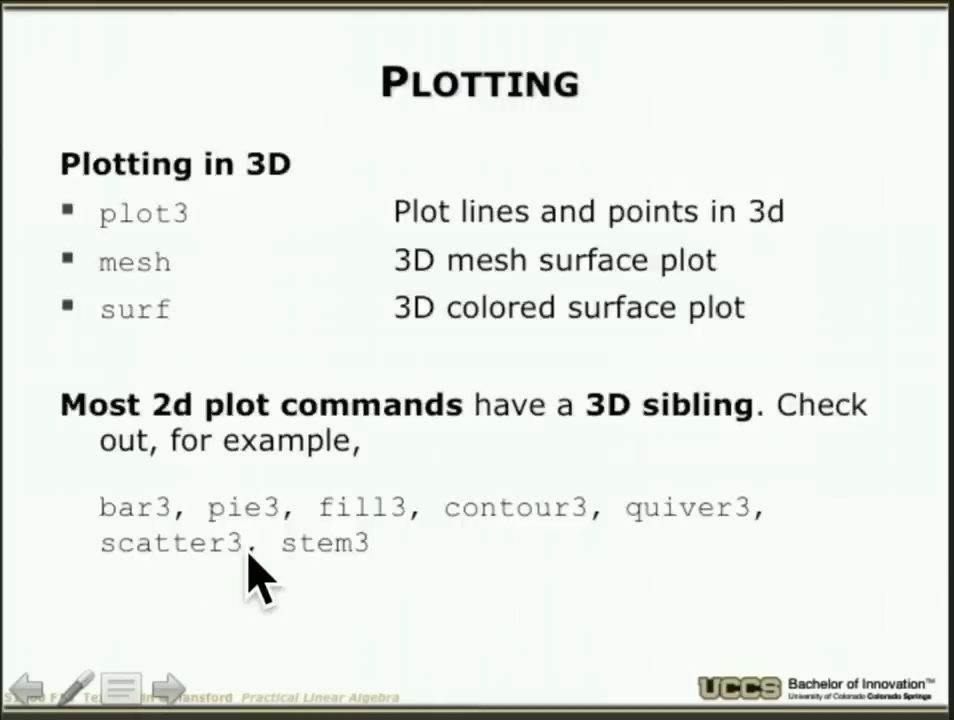 PLOTTING
Plotting in 3D
▪ plot3 Plot lines and points in 3d
▪ mesh 3D mesh surface plot
▪ surf 3D colored surface plot
Most 2d plot commands have a 3D sibling. Check
out, for example,
bar3, pie3, fill3, contour3, quiver3,
scatter3, stem3
Practical Linear Algebra
UCCS Bachelor of Innovation™
University of Colorado Colorado Springs